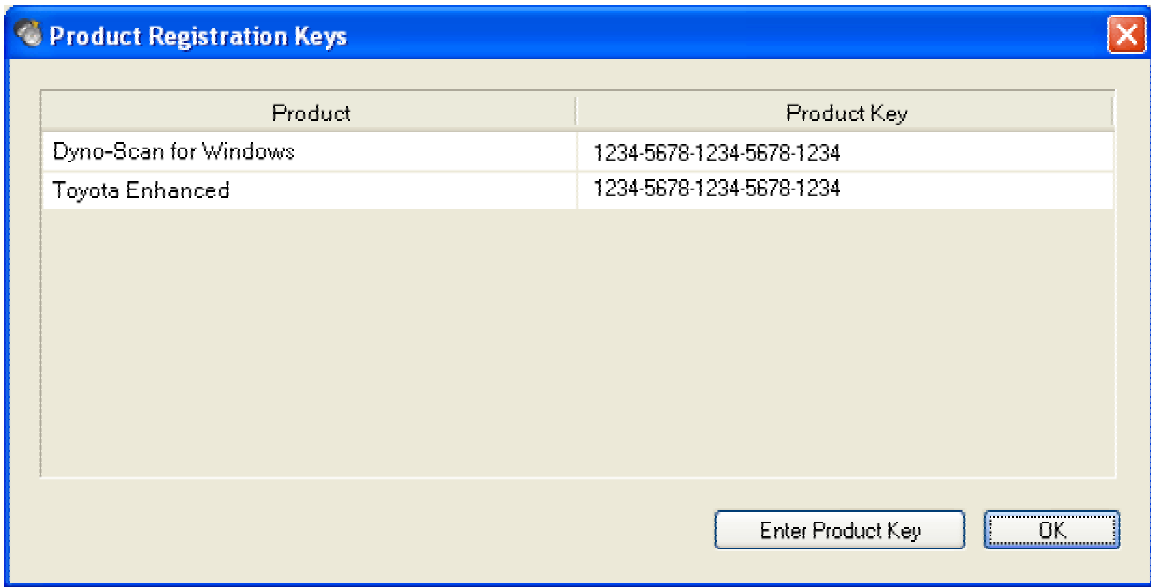 Product Registration Keys
Product Product Key
Dyno-Scan for Windows 1234-5678-1234-5678-1234
Toyota Enhanced 1234-5678-1234-5678-1234
Enter Product Key OK